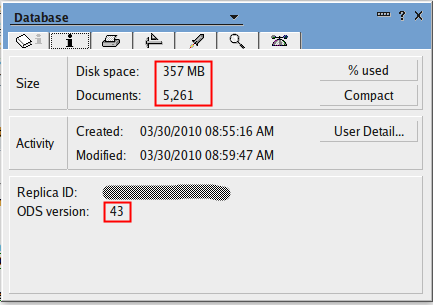 Database
Size
Disk space: 357 MB
% used
Documents: 5,261
Compact
Activity
Created: 03/30/2010 08:55:16 AM
User Detail...
Modified: 03/30/2010 08:59:47 AM
Replica ID:
ODS version: 43